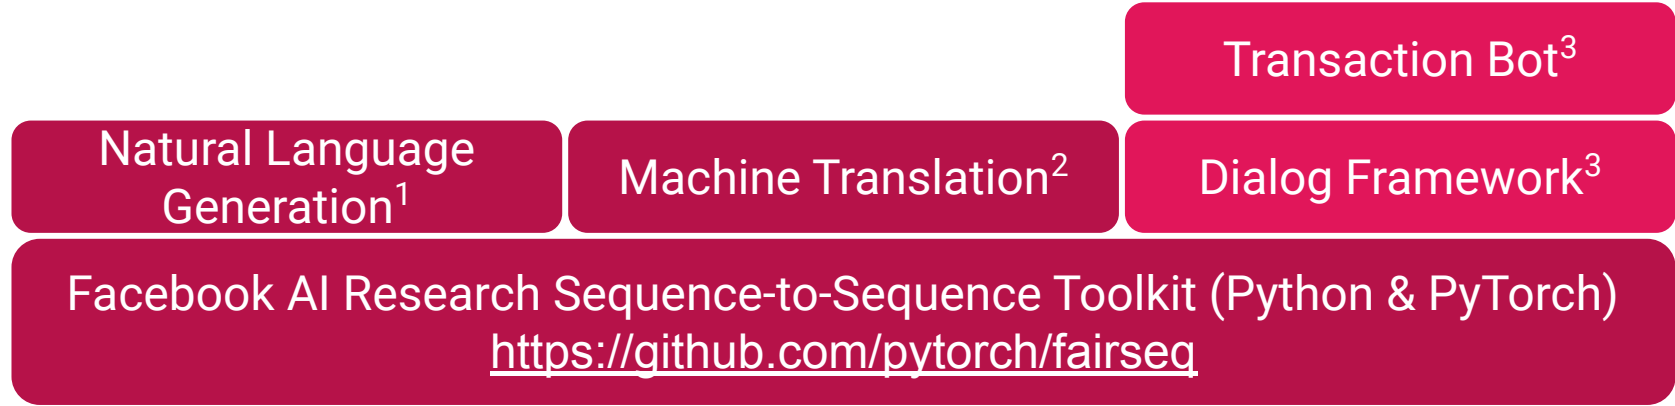 Transaction Bot³
Natural Language
Generation¹
Machine Translation²
Dialog Framework³
Facebook AI Research Sequence-to-Sequence Toolkit (Python & PyTorch)
https://github.com/pytorch/fairseq